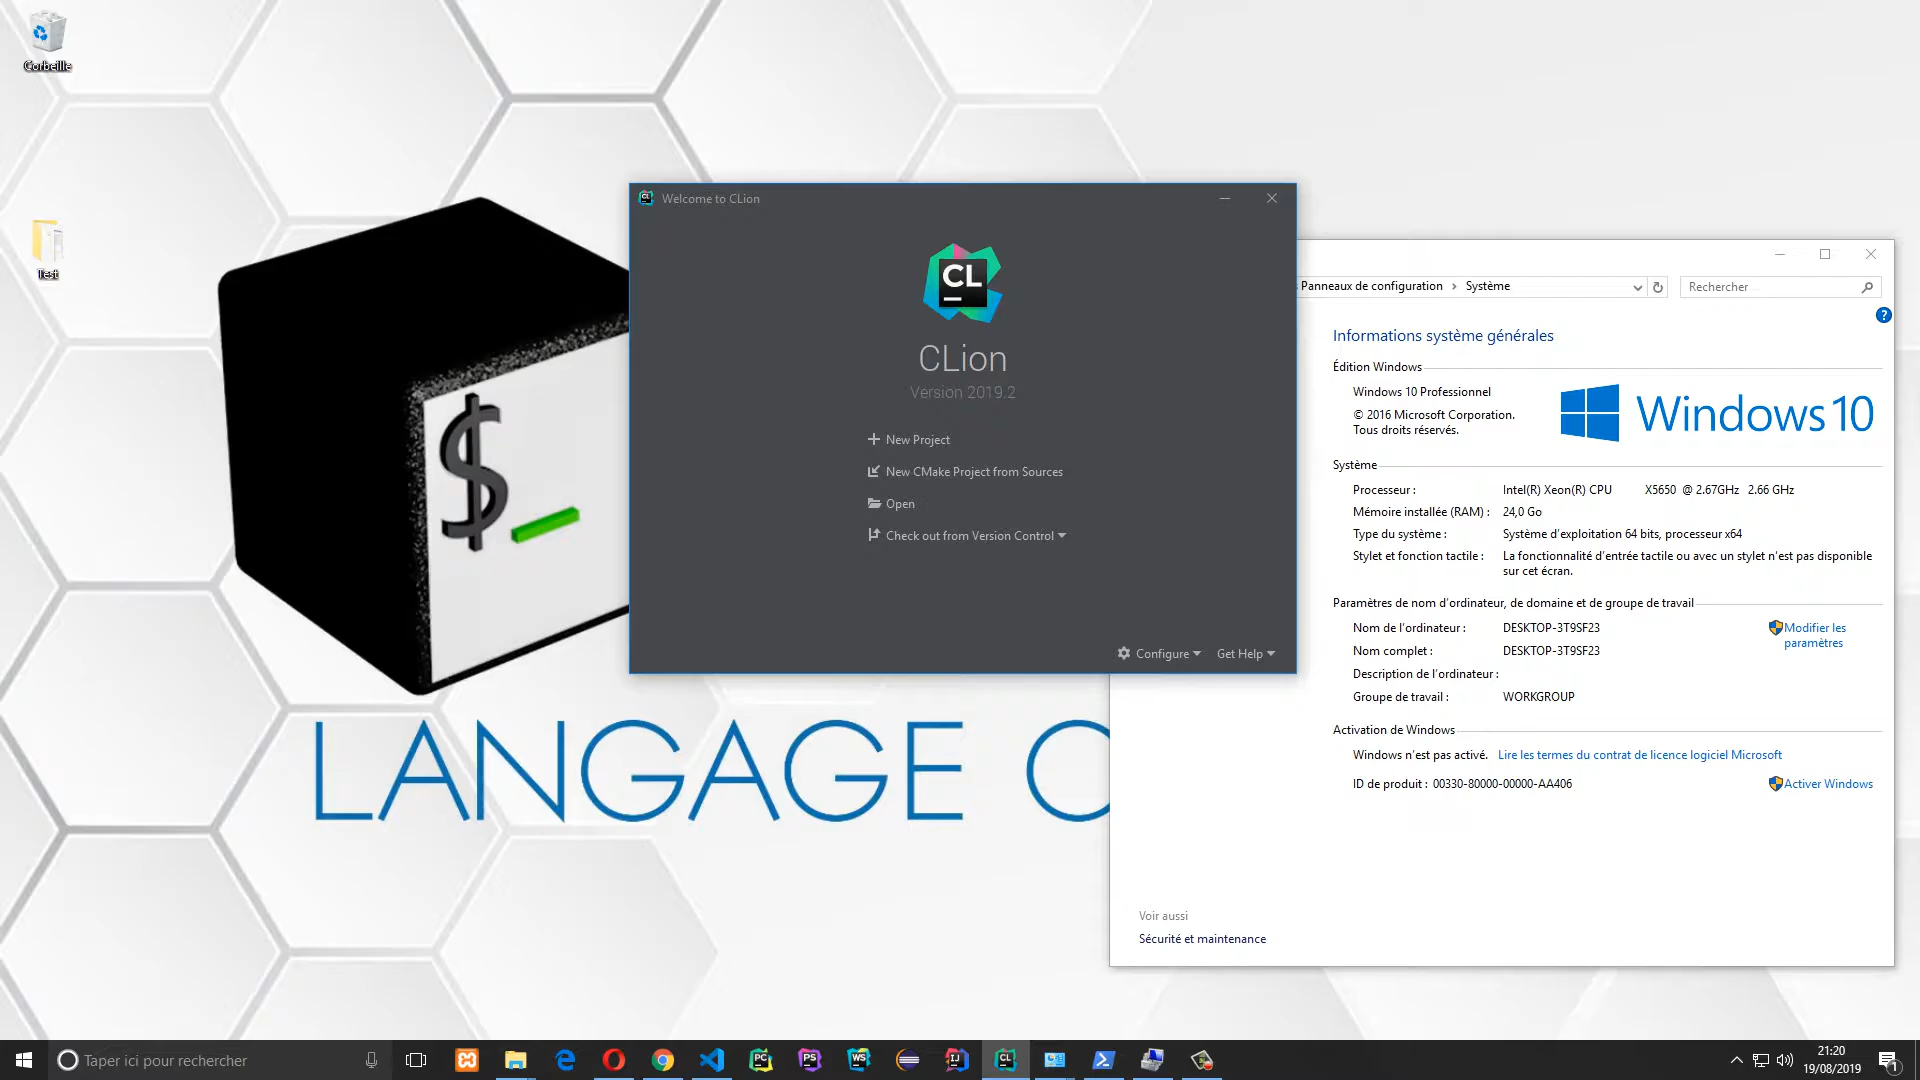 Corbeille
Test
$_
LANGAGE C
Welcome to CLion
CL
CLion
Version 2019.2
New Project
New CMake Project from Sources
Open
Check out from Version Control
Configure
Get Help
Panneaux de configuration > Système
Rechercher
?
Informations système générales
Édition Windows
Windows 10 Professionnel
© 2016 Microsoft Corporation.
Tous droits réservés.
Windows 10
Système
Processeur : Intel(R) Xeon(R) CPU X5650 @ 2.67GHz 2.66 GHz
Mémoire installée (RAM) : 24,0 Go
Type du système : Système d'exploitation 64 bits, processeur x64
Stylet et fonction tactile : La fonctionnalité d'entrée tactile ou avec un stylet n'est pas disponible
sur cet écran.
Paramètres de nom d'ordinateur, de domaine et de groupe de travail
Nom de l'ordinateur : DESKTOP-3T9SF23
Modifier les
paramètres
Nom complet : DESKTOP-3T9SF23
Description de l'ordinateur :
Groupe de travail : WORKGROUP
Activation de Windows
Windows n'est pas activé. Lire les termes du contrat de licence logiciel Microsoft
ID de produit : 00330-80000-00000-AA406
Activer Windows
Voir aussi
Sécurité et maintenance
Taper ici pour rechercher
PC
PS
WS
IJ
CL
21:20
19/08/2019
1